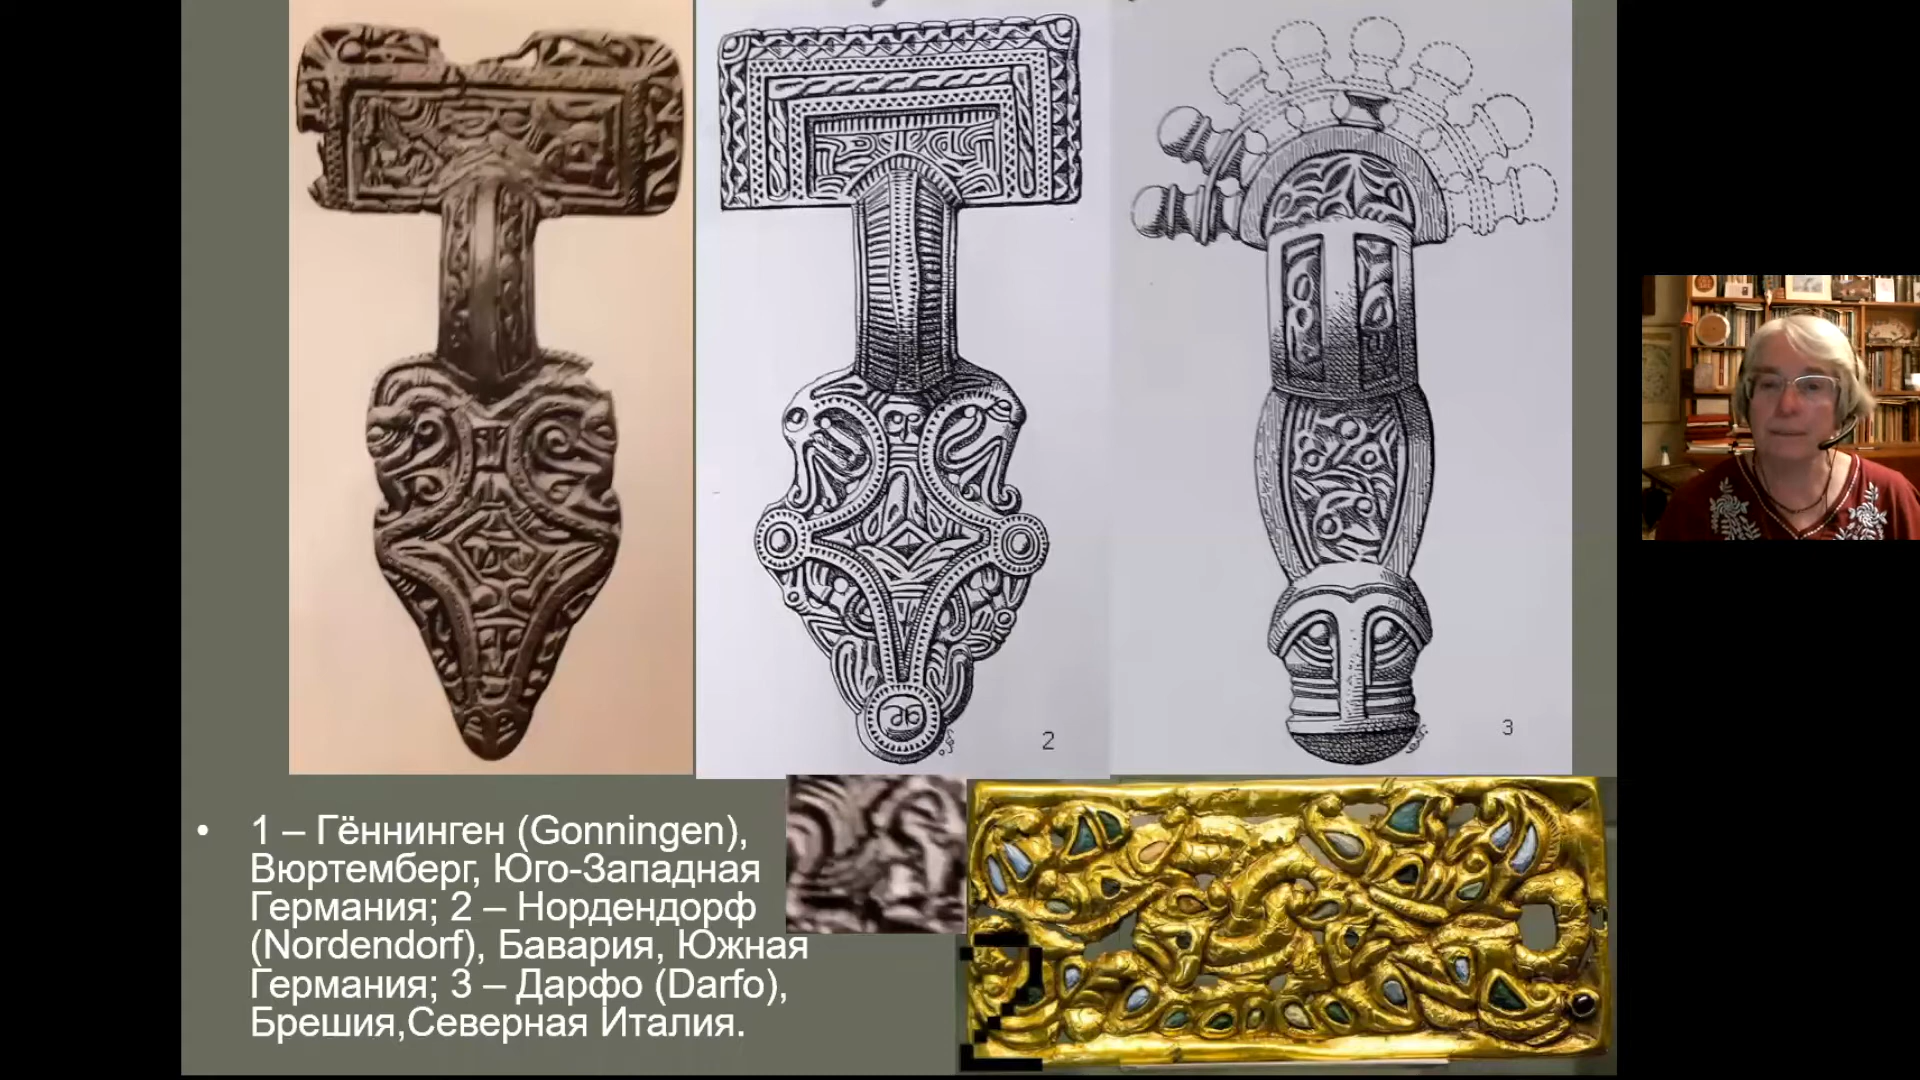 2
3
• 1 – Гённинген (Gonningen),
Вюртемберг, Юго-Западная
Германия; 2 – Нордендорф
(Nordendorf), Бавария, Южная
Германия; 3 – Дарфо (Darfo),
Брешия,Северная Италия.